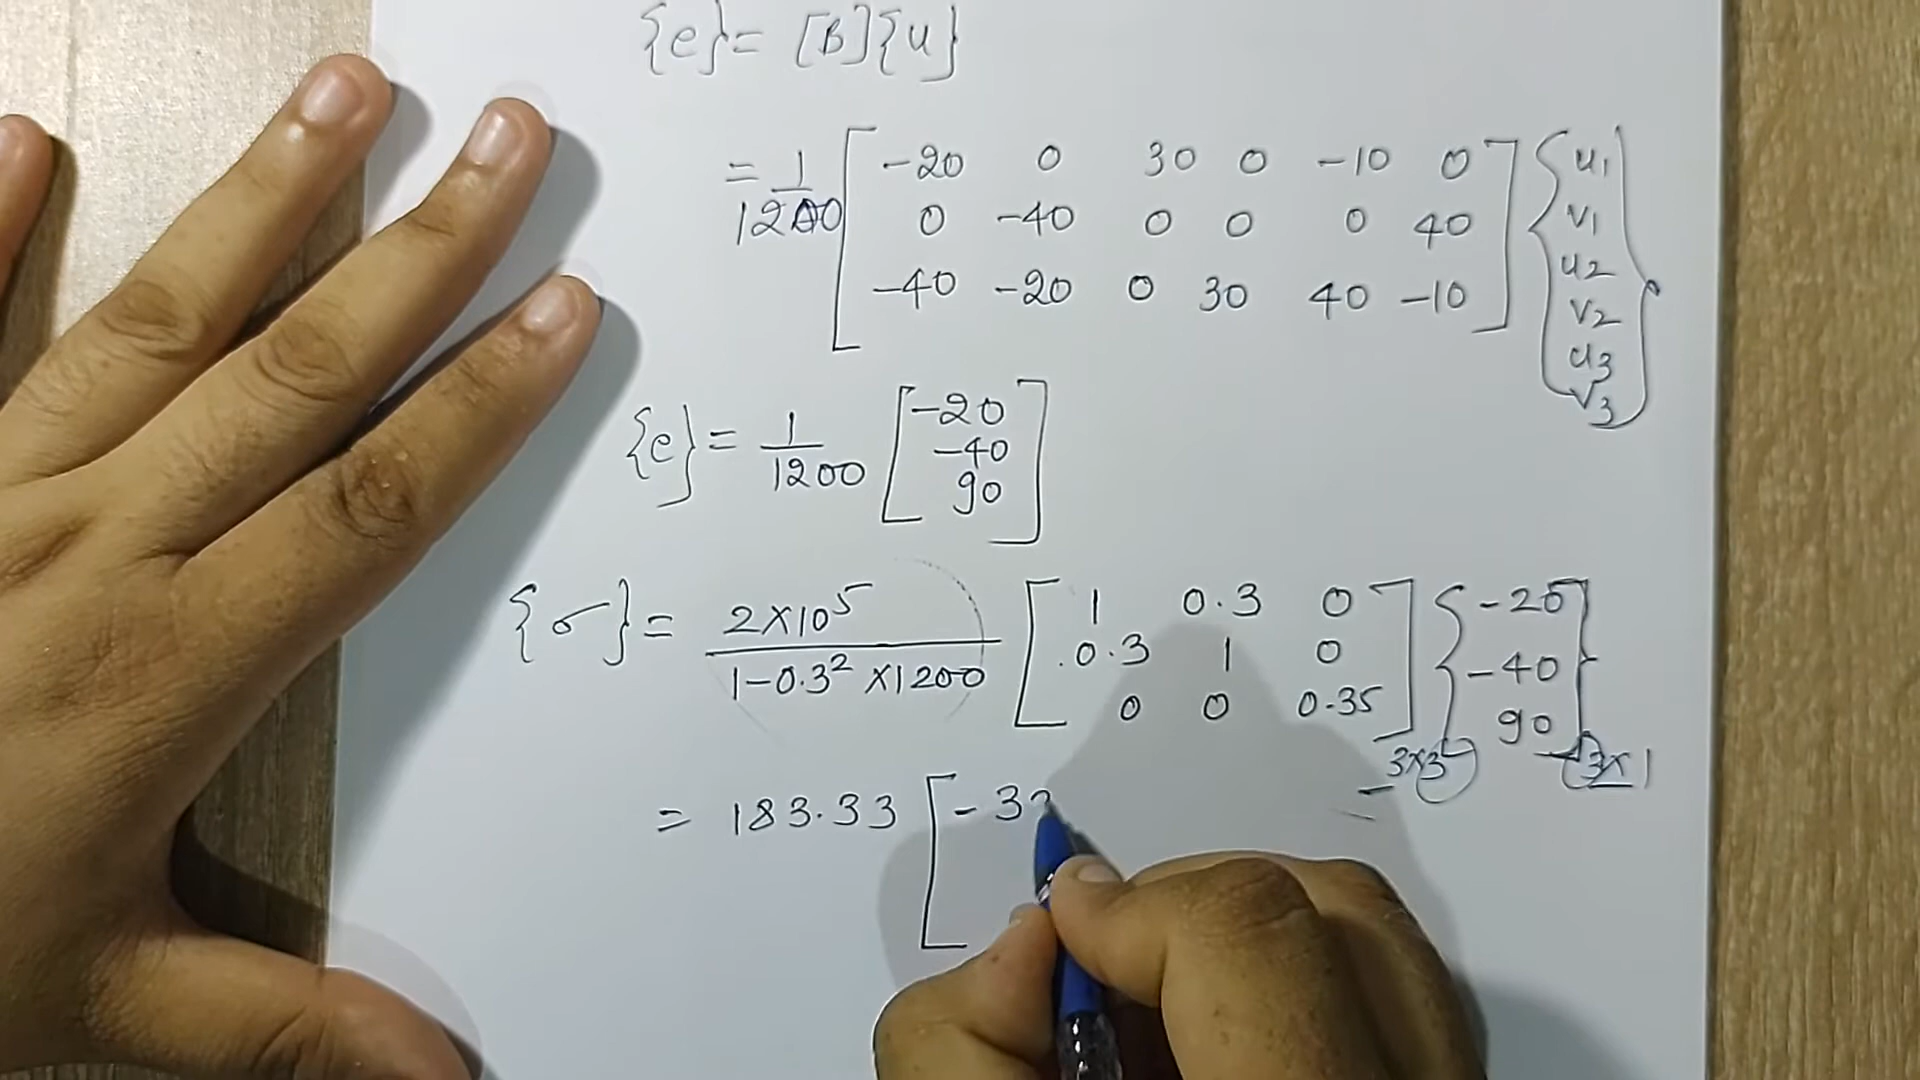 {e} = [B]{u}
= 1/1200 [ -20 0 30 0 -10 0
0 -40 0 0 0 40
-40 -20 0 30 40 -10 ] { u1
v1
u2
v2
u3
v3 }
{e} = 1/1200 [ -20
-40
90 ]
{σ} = 2×10^5 / 1-0.3² ×1200 [ 1 0.3 0
0.3 1 0
0 0 0.35 ] 3×3 { -20
-40
90 } 3×1
= 183.33 [ -3